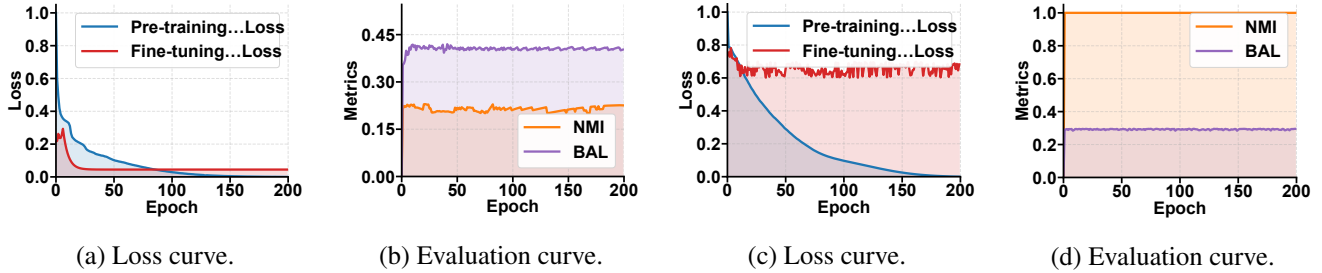 1.0
0.8
0.6
0.4
0.2
0.0
Loss
Pre-training...Loss
Fine-tuning...Loss
0 50 100 150 200
Epoch
0.45
0.30
0.15
0.00
Metrics
NMI
BAL
0 50 100 150 200
Epoch
1.0
0.8
0.6
0.4
0.2
0.0
Loss
Pre-training...Loss
Fine-tuning...Loss
0 50 100 150 200
Epoch
1.0
0.8
0.6
0.4
0.2
0.0
Metrics
NMI
BAL
0 50 100 150 200
Epoch
(a) Loss curve.
(b) Evaluation curve.
(c) Loss curve.
(d) Evaluation curve.